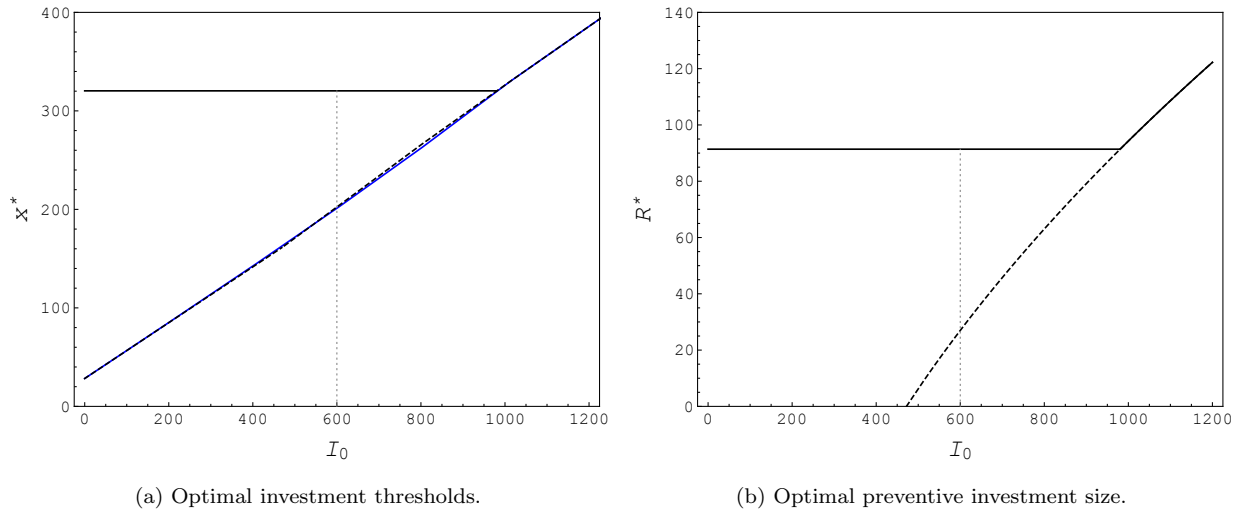 400
300
200
100
0
x*
0 200 400 600 800 1000 1200
I₀
(a) Optimal investment thresholds.
140
120
100
80
60
40
20
0
R*
0 200 400 600 800 1000 1200
I₀
(b) Optimal preventive investment size.